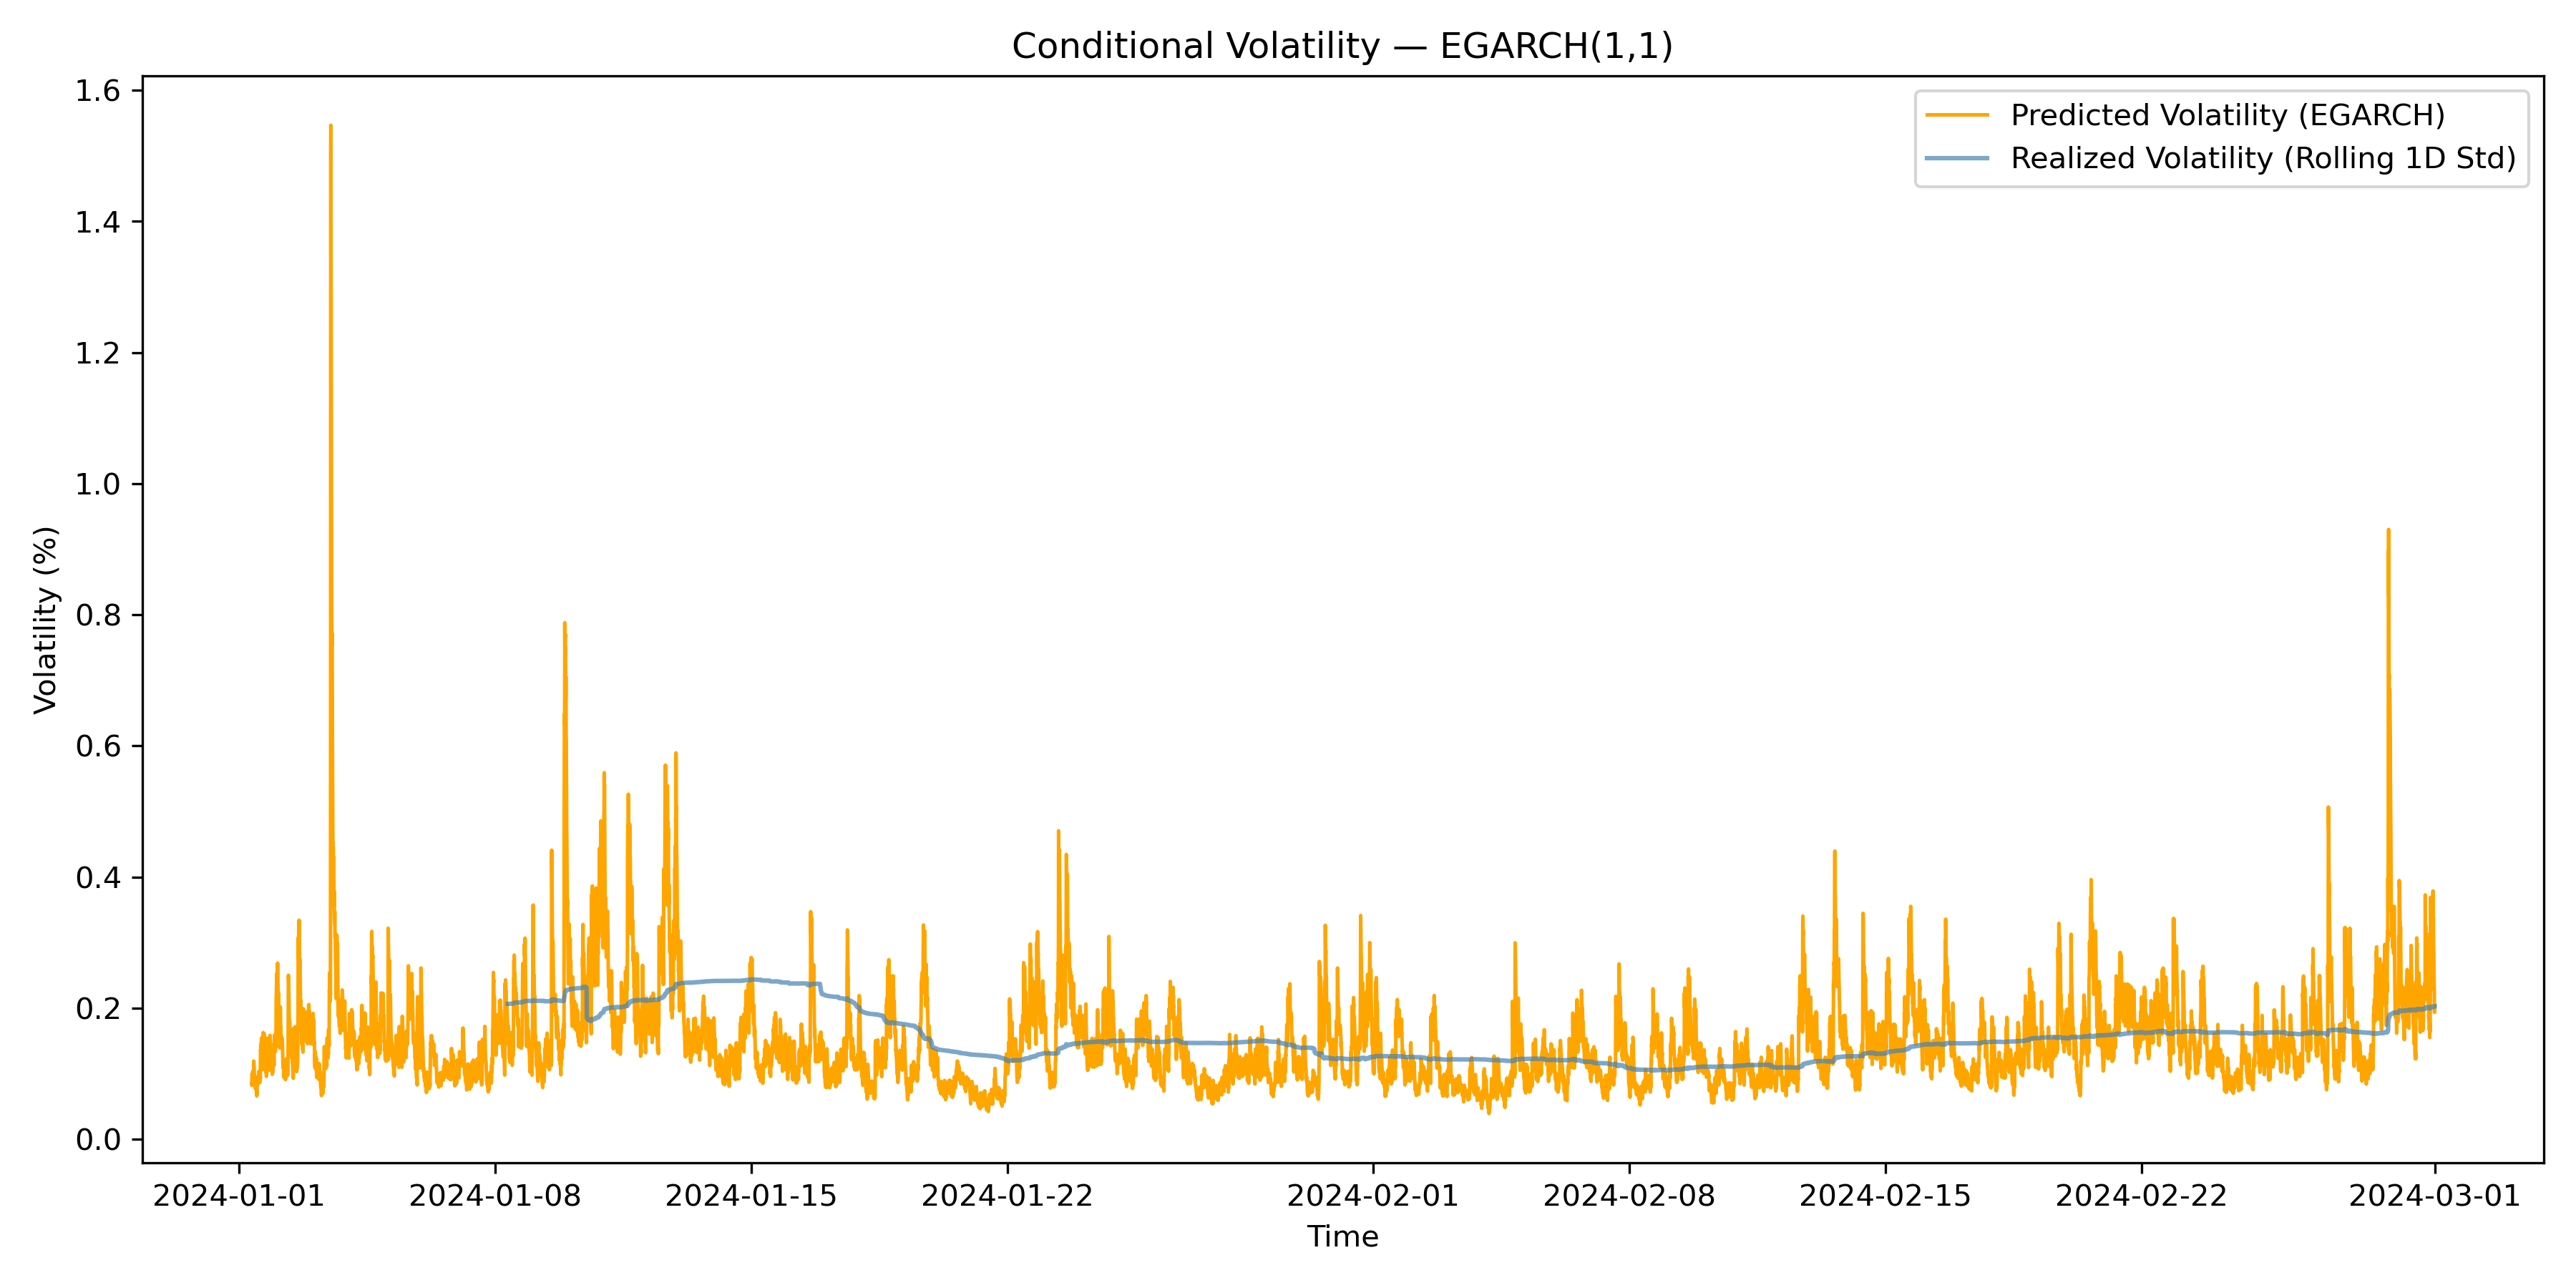 Conditional Volatility — EGARCH(1,1)
Predicted Volatility (EGARCH)
Realized Volatility (Rolling 1D Std)
Volatility (%)
1.6
1.4
1.2
1.0
0.8
0.6
0.4
0.2
0.0
2024-01-01 2024-01-08 2024-01-15 2024-01-22 2024-02-01 2024-02-08 2024-02-15 2024-02-22 2024-03-01
Time